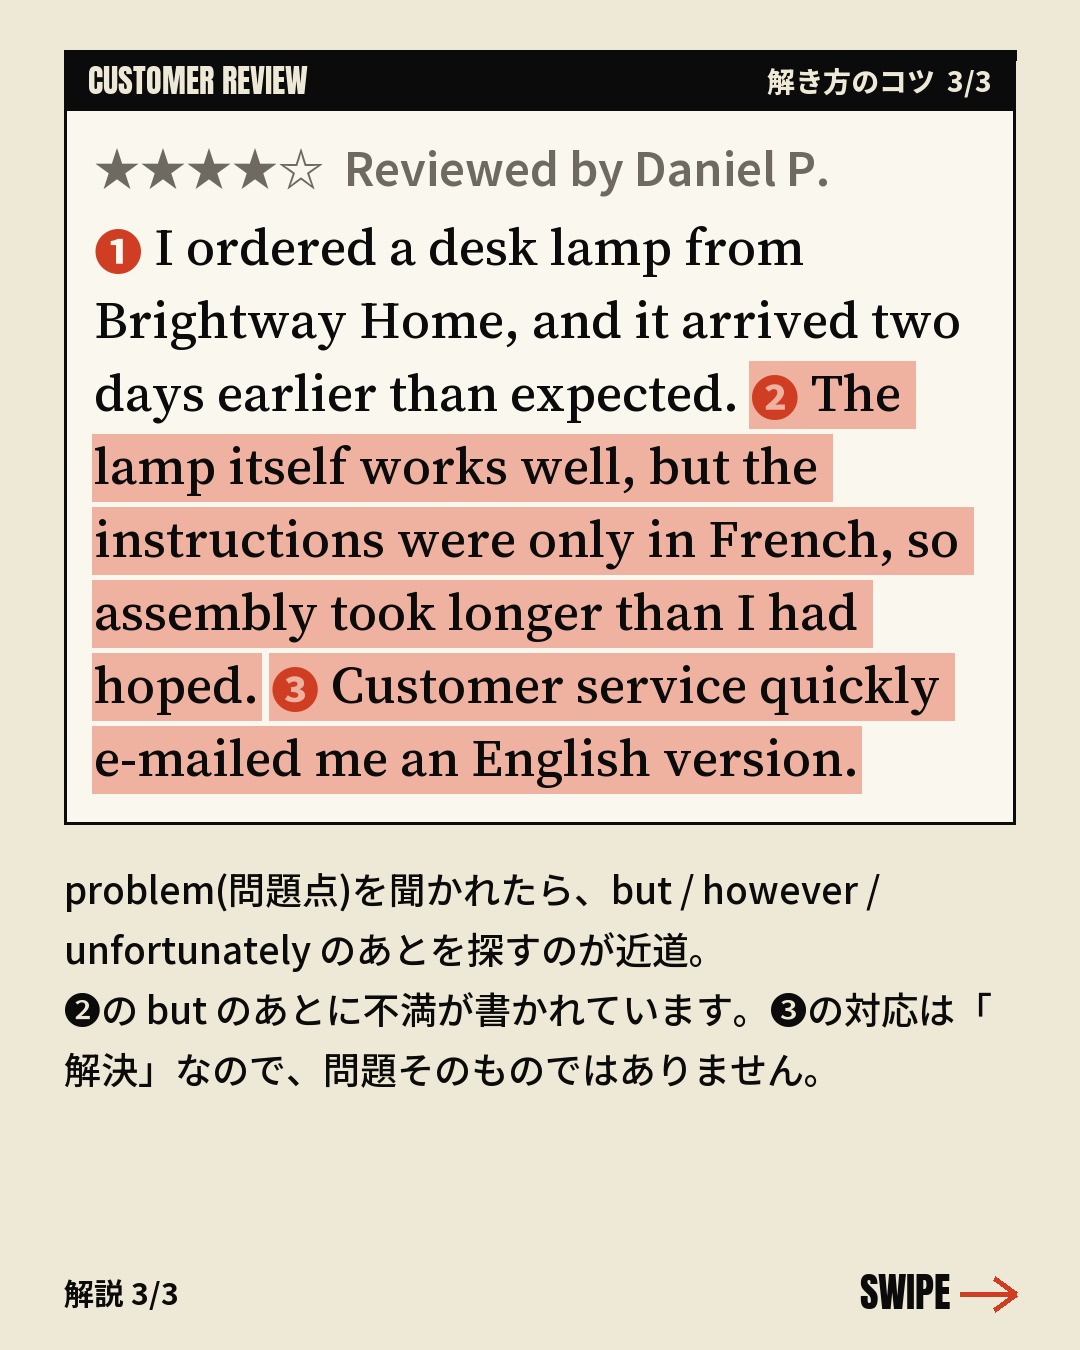 CUSTOMER REVIEW 解き方のコツ 3/3
★★★★☆ Reviewed by Daniel P.
❶ I ordered a desk lamp from
Brightway Home, and it arrived two
days earlier than expected. ❷ The
lamp itself works well, but the
instructions were only in French, so
assembly took longer than I had
hoped. ❸ Customer service quickly
e-mailed me an English version.
problem(問題点)を聞かれたら、but / however /
unfortunately のあとを探すのが近道。
❷の but のあとに不満が書かれています。❸の対応は「
解決」なので、問題そのものではありません。
解説 3/3
SWIPE →